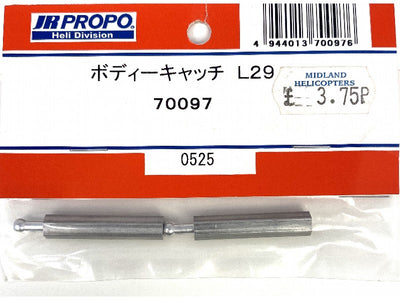 JR PROPO
Heli Division
4 944013 700976
ボディーキャッチ L29
70097
MIDLAND
HELICOPTERS
£ 3.75P
0525